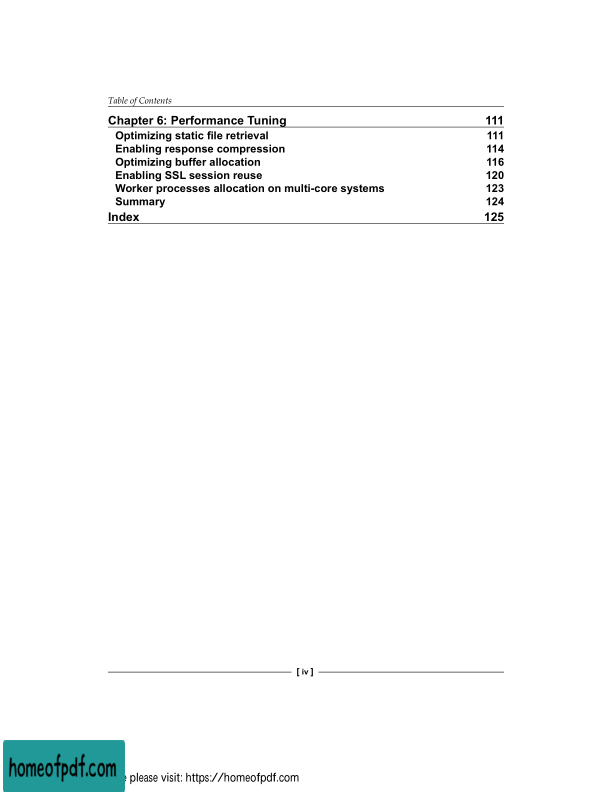 Table of Contents
Chapter 6: Performance Tuning 111
Optimizing static file retrieval 111
Enabling response compression 114
Optimizing buffer allocation 116
Enabling SSL session reuse 120
Worker processes allocation on multi-core systems 123
Summary 124
Index 125
[ iv ]
homeofpdf.com
please visit: https://homeofpdf.com